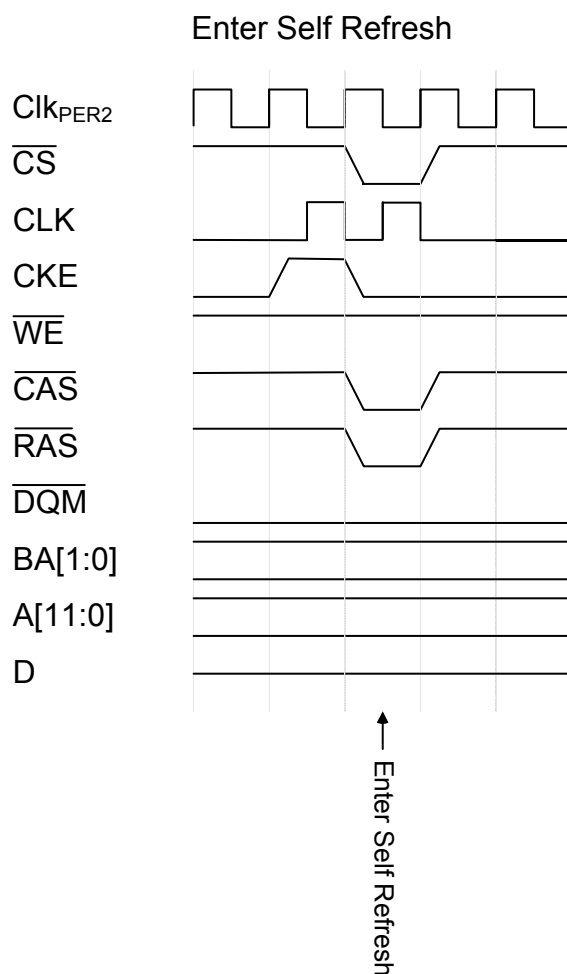 Enter Self Refresh
ClkPER2
CS
CLK
CKE
WE
CAS
RAS
DQM
BA[1:0]
A[11:0]
D
Enter Self Refresh